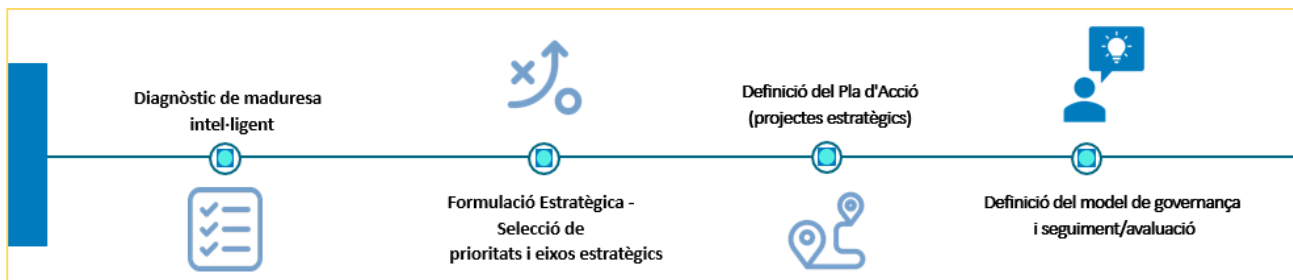 Diagnòstic de maduresa
intel·ligent
Formulació Estratègica -
Selecció de
prioritats i eixos estratègics
Definició del Pla d'Acció
(projectes estratègics)
Definició del model de governança
i seguiment/avaluació